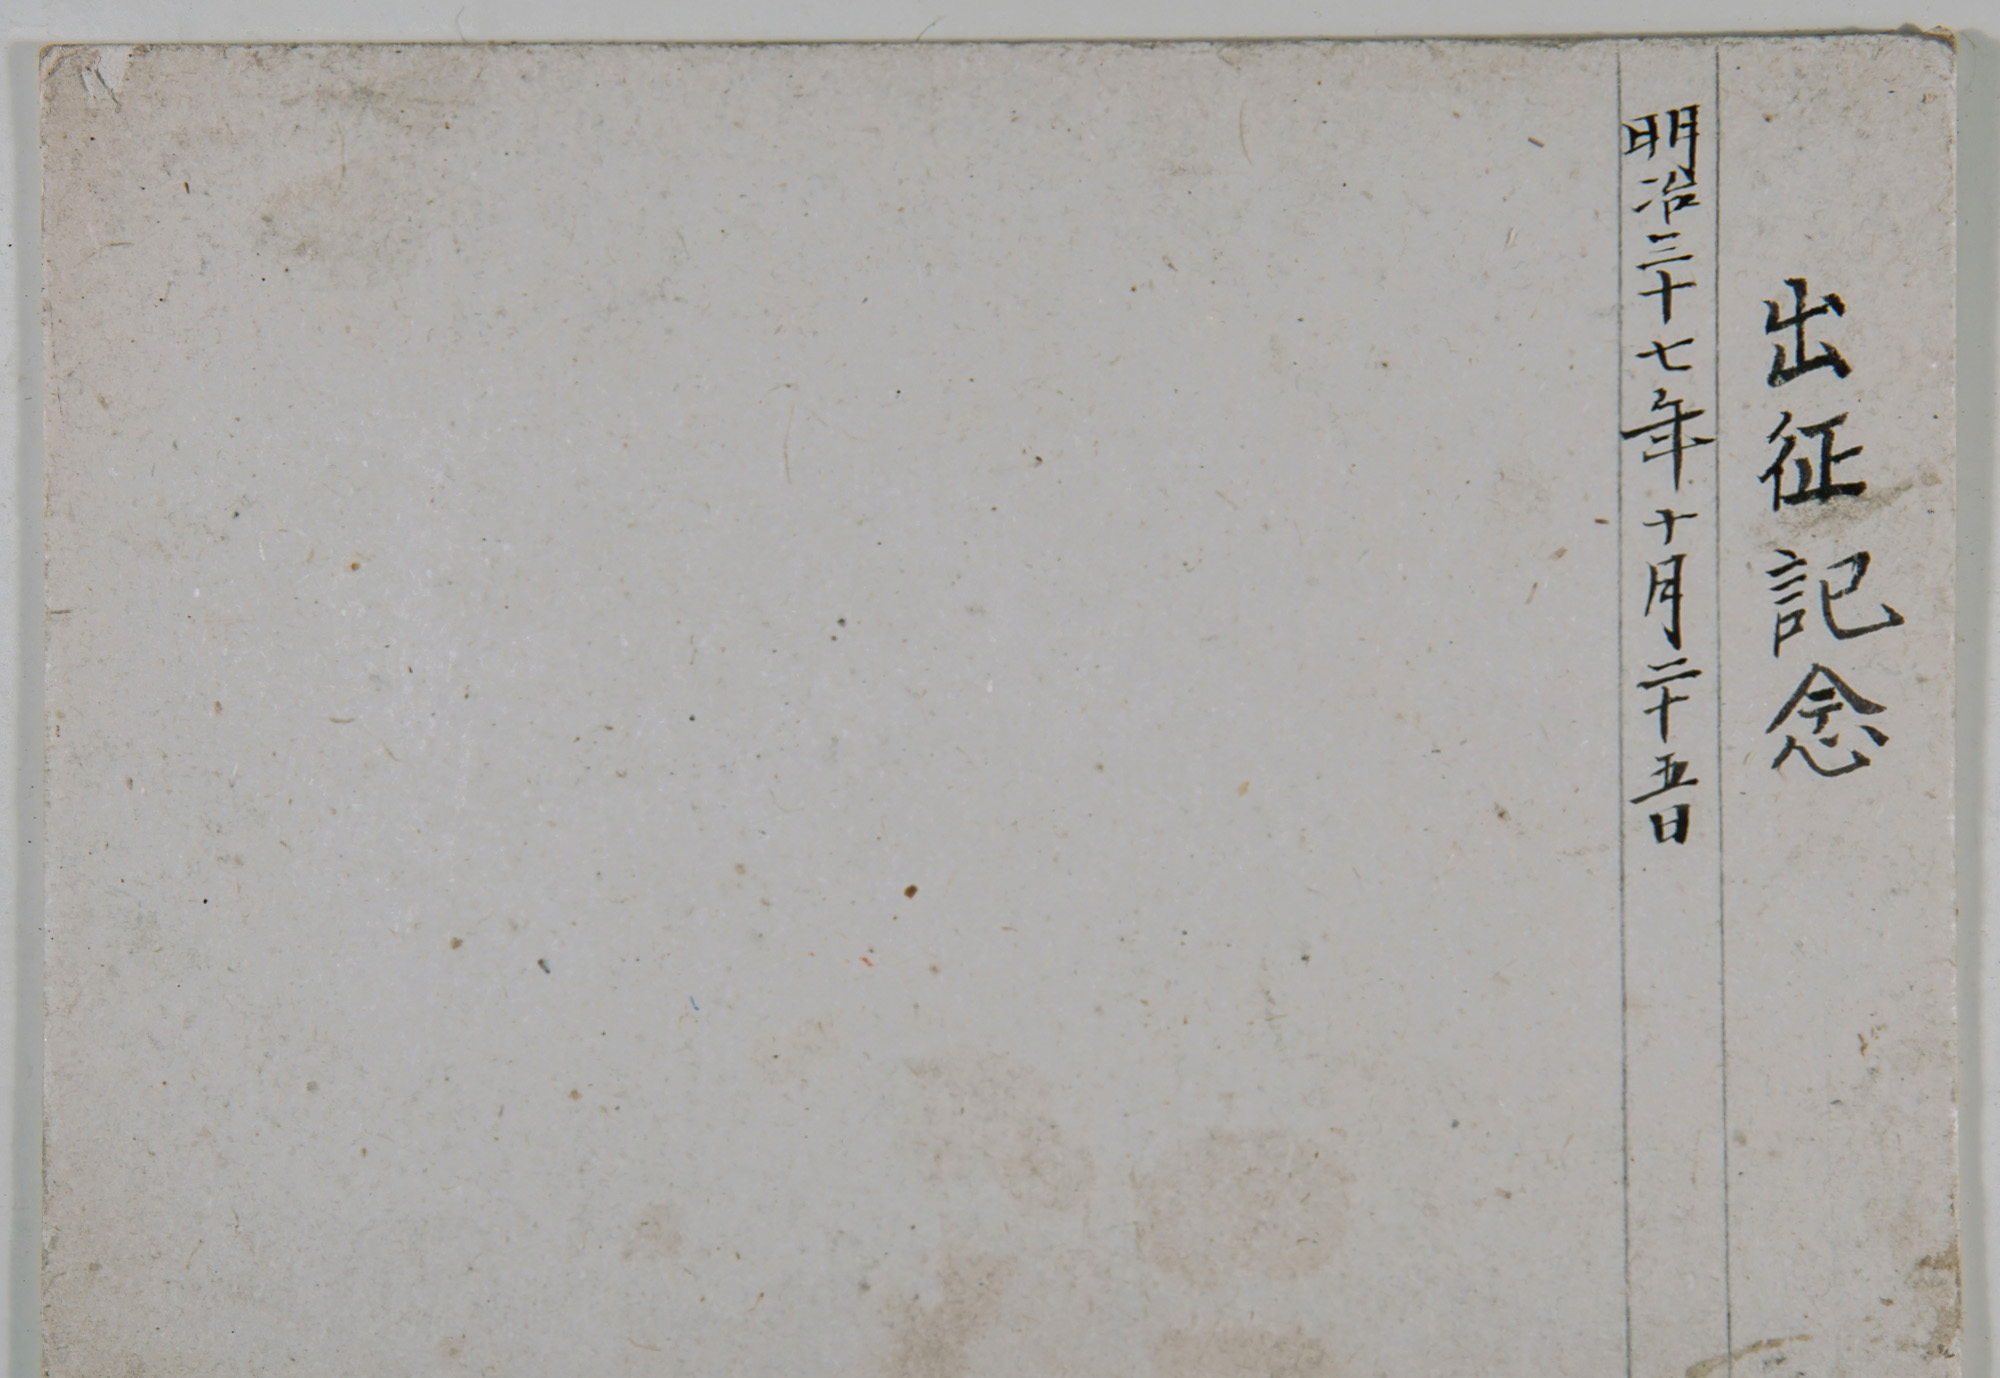 出征記念
明治三十七年十月二十五日